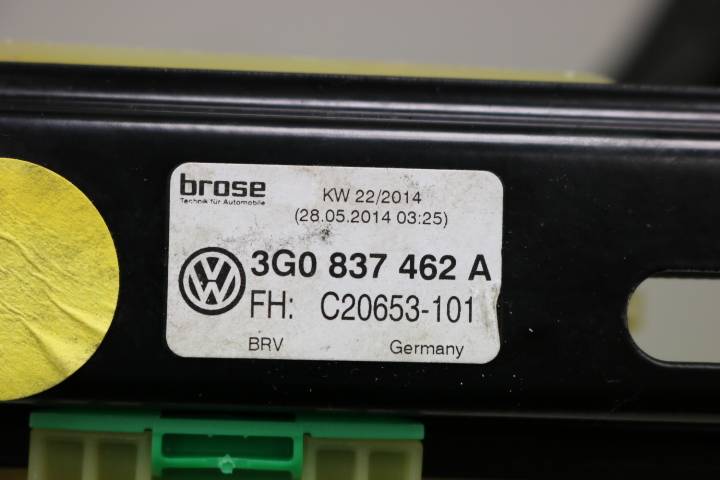 brose
Technik für Automobile
KW 22/2014
(28.05.2014 03:25)
3G0 837 462 A
FH: C20653-101
BRV Germany